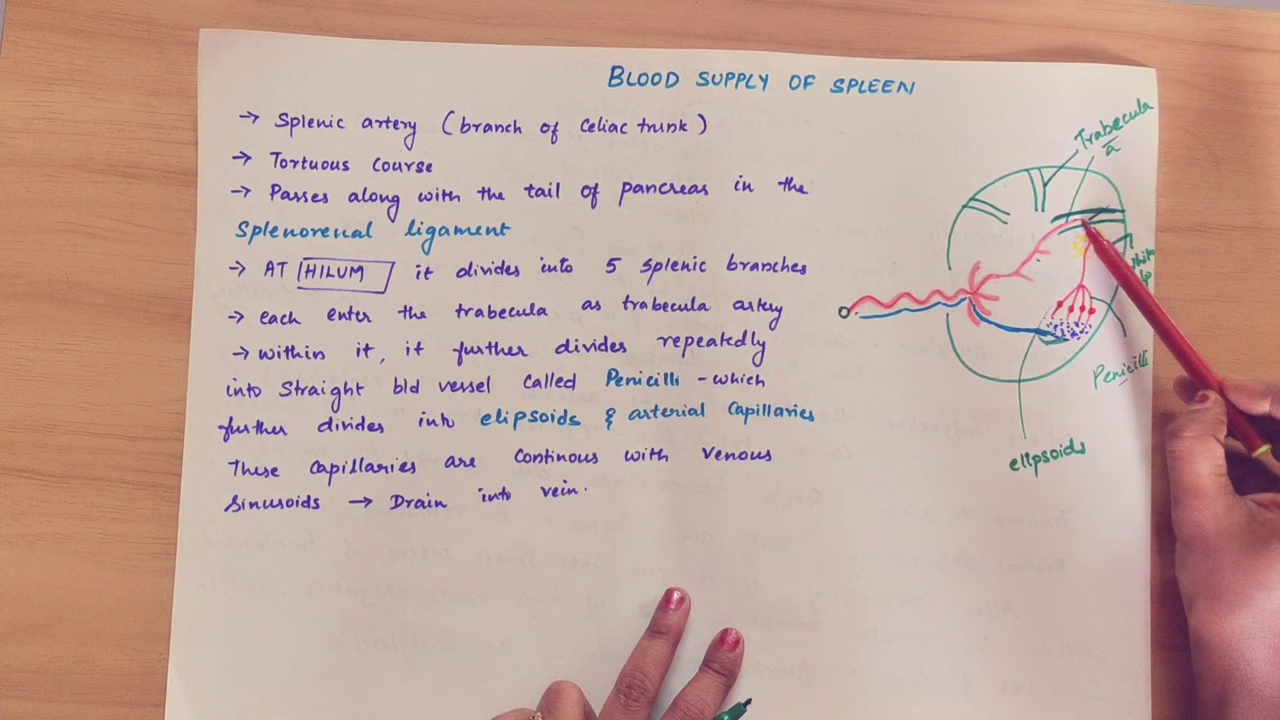 BLOOD SUPPLY OF SPLEEN
→ Splenic artery (branch of Celiac trunk)
→ Tortuous Course
→ Passes along with the tail of pancreas in the
Splenorenal ligament
→ AT HILUM it divides into 5 Splenic branches
→ each enter the trabecula as trabecula artery
→ within it, it further divides repeatedly
into Straight bld vessel Called Penicilli - which
further divides into elipsoids & arterial Capillaries
These Capillaries are Continous with venous
Sinusoids → Drain into vein.
Trabecula
a
Penicilli
elipsoids